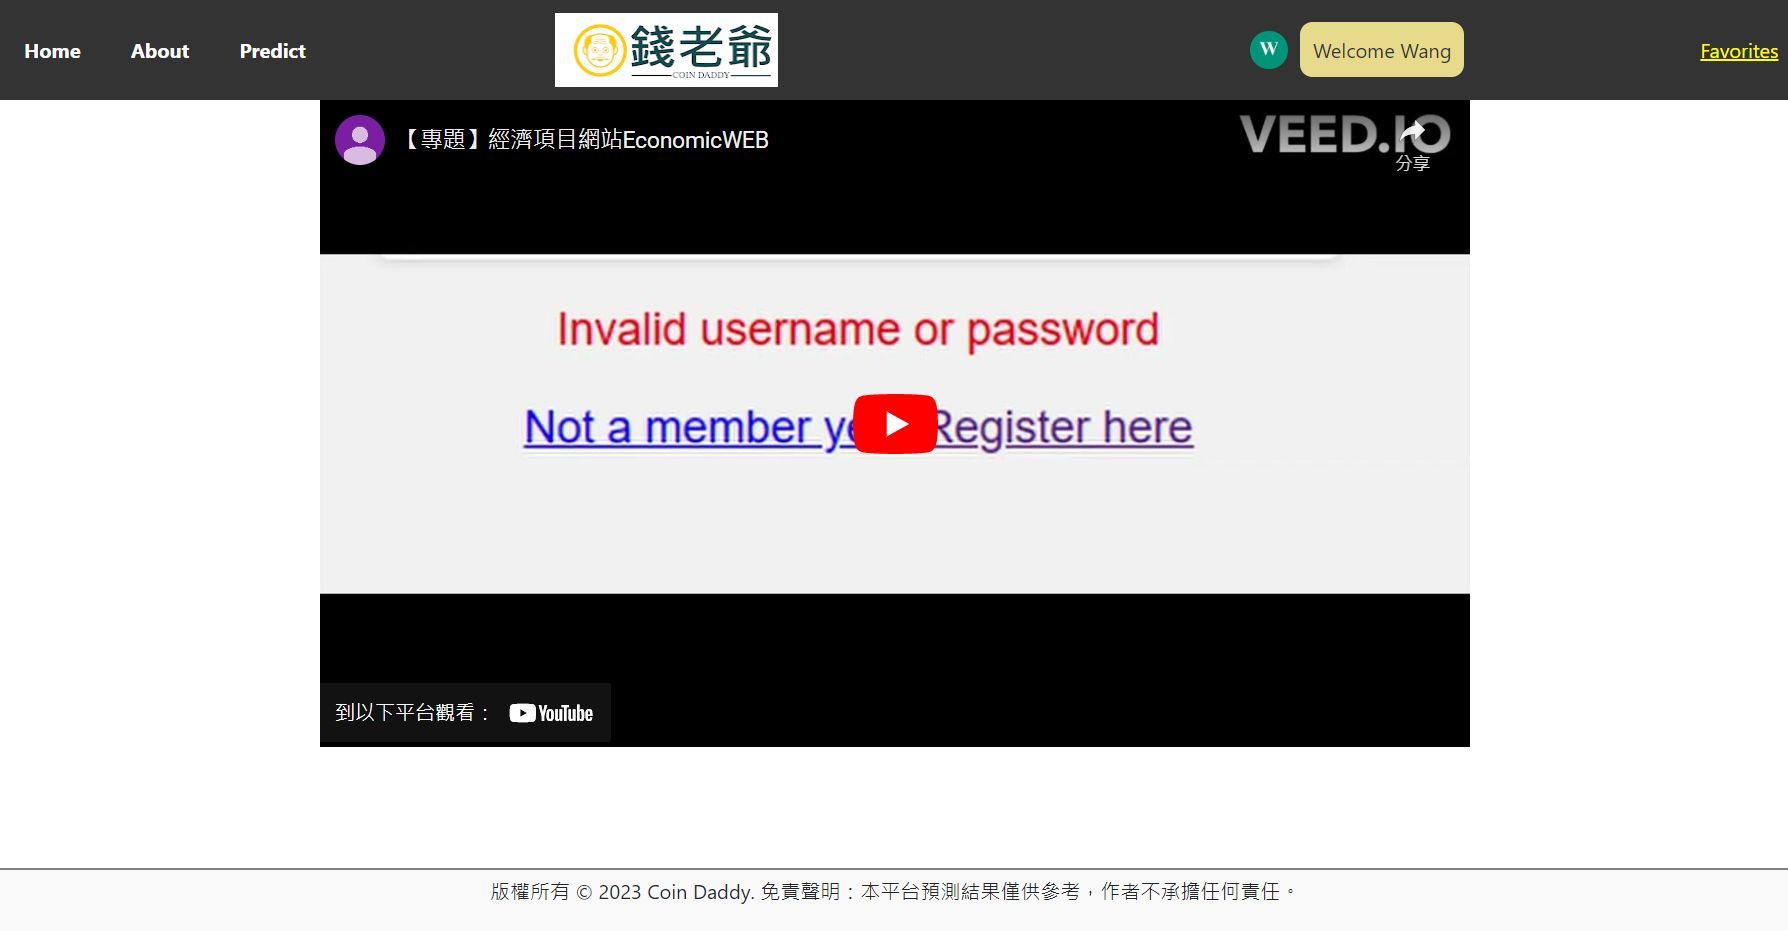 Home About Predict
錢老爺
COIN DADDY
W Welcome Wang
Favorites
【專題】經濟項目網站EconomicWEB
VEED.IO
分享
Invalid username or password
Not a member Register here
到以下平台觀看：
YouTube
版權所有 © 2023 Coin Daddy. 免責聲明：本平台預測結果僅供參考，作者不承擔任何責任。